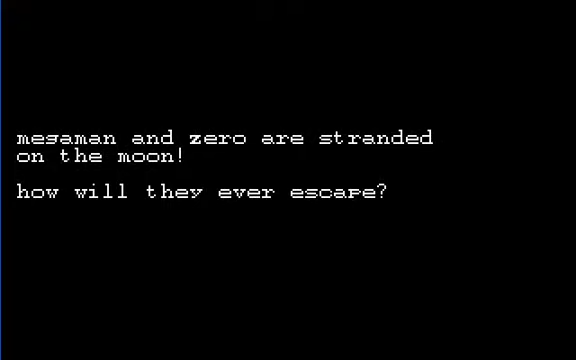 megaman and zero are stranded
on the moon!
how will they ever escape?